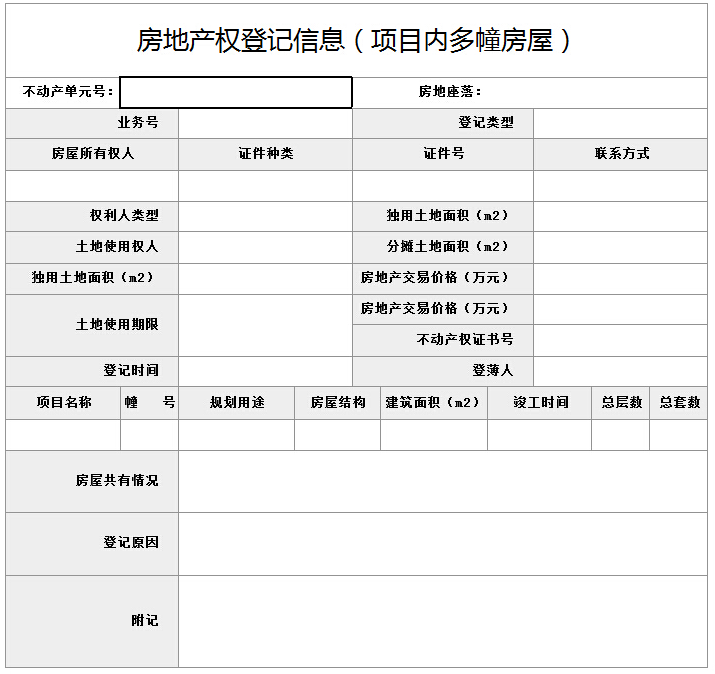 房地产权登记信息（项目内多幢房屋）
不动产单元号： 房地座落：
业务号 登记类型
房屋所有权人 证件种类 证件号 联系方式
权利人类型 独用土地面积（m2）
土地使用权人 分摊土地面积（m2）
独用土地面积（m2） 房地产交易价格（万元）
土地使用期限 房地产交易价格（万元）
不动产权证书号
登记时间 登薄人
项目名称 幢 号 规划用途 房屋结构 建筑面积（m2） 竣工时间 总层数 总套数
房屋共有情况
登记原因
附记